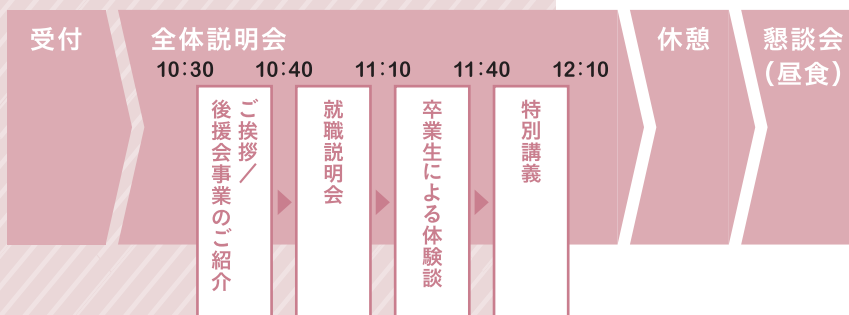 受付
全体説明会
10:30
10:40
11:10
11:40
12:10
ご挨拶／
後援会事業のご紹介
就職説明会
卒業生による体験談
特別講義
休憩
懇談会
(昼食)